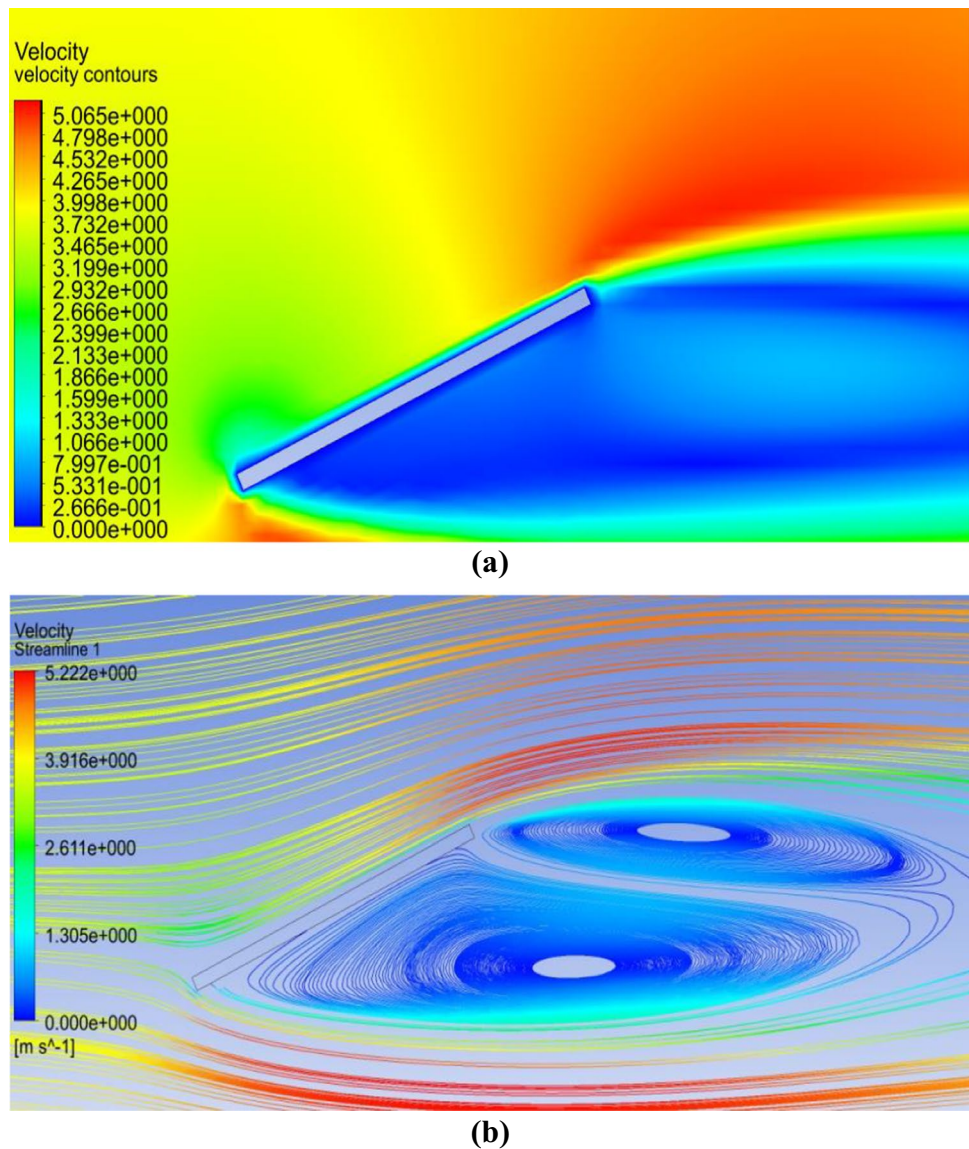 Velocity
velocity contours
5.065e+000
4.798e+000
4.532e+000
4.265e+000
3.998e+000
3.732e+000
3.465e+000
3.199e+000
2.932e+000
2.666e+000
2.399e+000
2.133e+000
1.866e+000
1.599e+000
1.333e+000
1.066e+000
7.997e-001
5.331e-001
2.666e-001
0.000e+000
(a)
Velocity
Streamline 1
5.222e+000
3.916e+000
2.611e+000
1.305e+000
0.000e+000
[m s^-1]
(b)